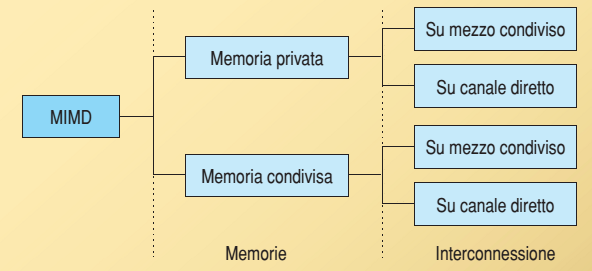 MIMD
Memoria privata
Memoria condivisa
Su mezzo condiviso
Su canale diretto
Su mezzo condiviso
Su canale diretto
Memorie
Interconnessione